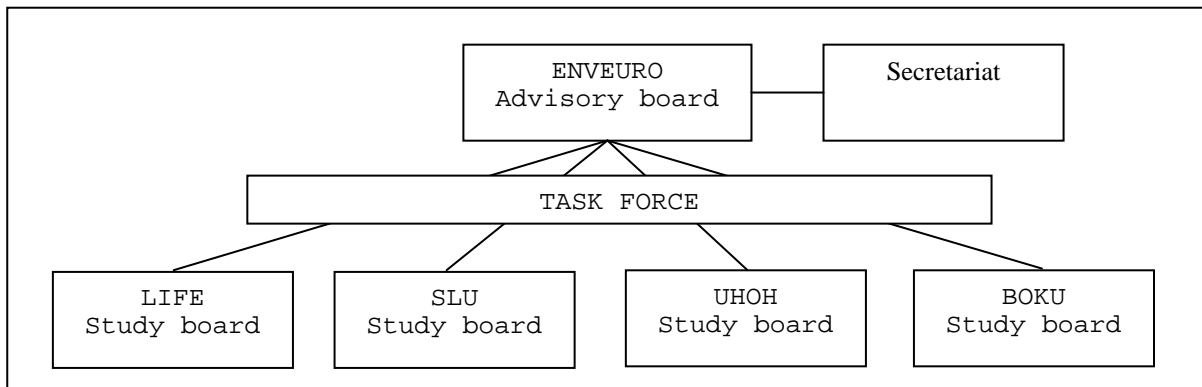 ENVEURO
Advisory board
Secretariat
TASK FORCE
LIFE
Study board
SLU
Study board
UHOH
Study board
BOKU
Study board